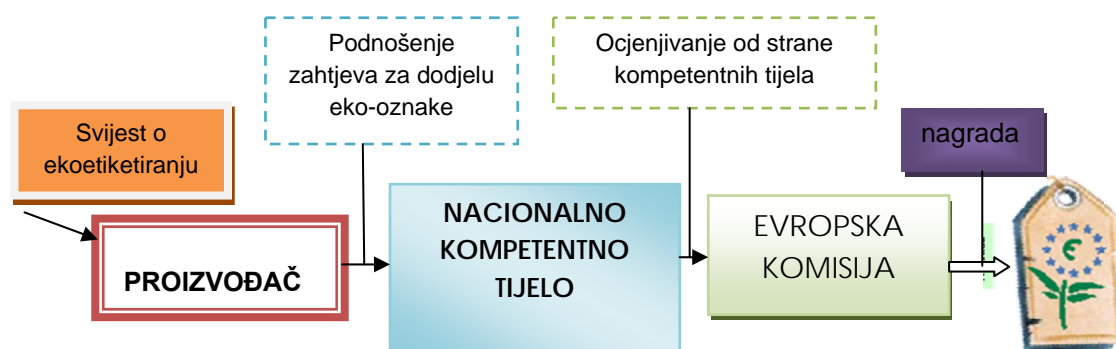 Podnošenje
zahtjeva za dodjelu
eko-oznake
Ocjenjivanje od strane
kompetentnih tijela
Svijest o
ekoetiketiranju
nagrada
PROIZVOĐAČ
NACIONALNO
KOMPETENTNO
TIJELO
EVROPSKA
KOMISIJA
€